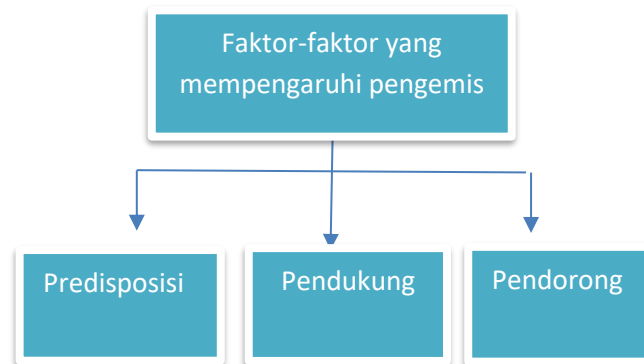 Faktor-faktor yang
mempengaruhi pengemis
Predisposisi
Pendukung
Pendorong